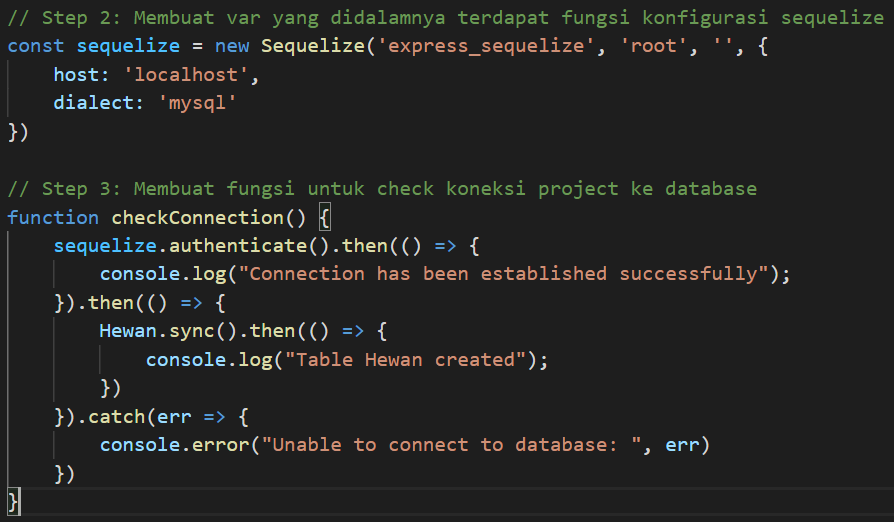 // Step 2: Membuat var yang didalamnya terdapat fungsi konfigurasi sequelize
const sequelize = new Sequelize('express_sequelize', 'root', '', {
    host: 'localhost',
    dialect: 'mysql'
})
// Step 3: Membuat fungsi untuk check koneksi project ke database
function checkConnection() {
    sequelize.authenticate().then(() => {
        console.log("Connection has been established successfully");
    }).then(() => {
        Hewan.sync().then(() => {
            console.log("Table Hewan created");
        })
    }).catch(err => {
        console.error("Unable to connect to database: ", err)
    })
}